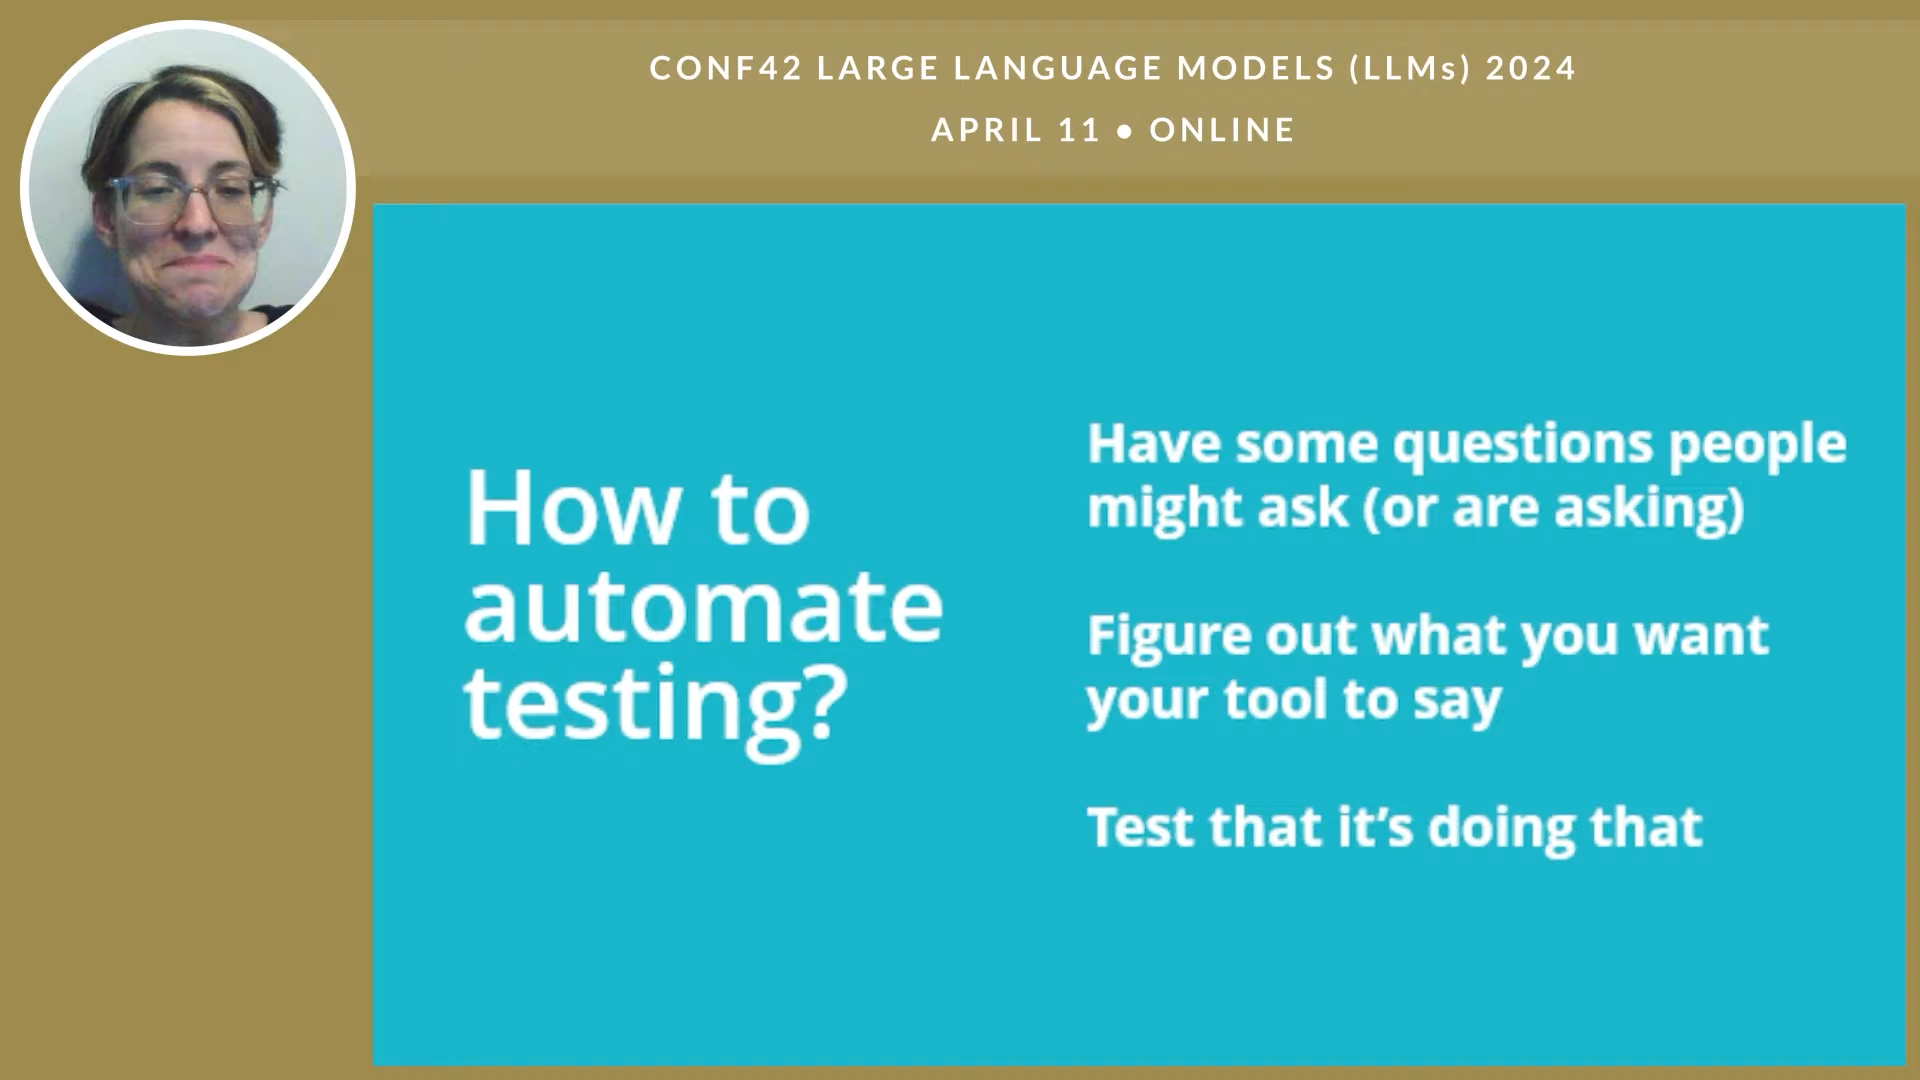 CONF42 LARGE LANGUAGE MODELS (LLMs) 2024
APRIL 11 • ONLINE
How to
automate
testing?
Have some questions people
might ask (or are asking)
Figure out what you want
your tool to say
Test that it’s doing that